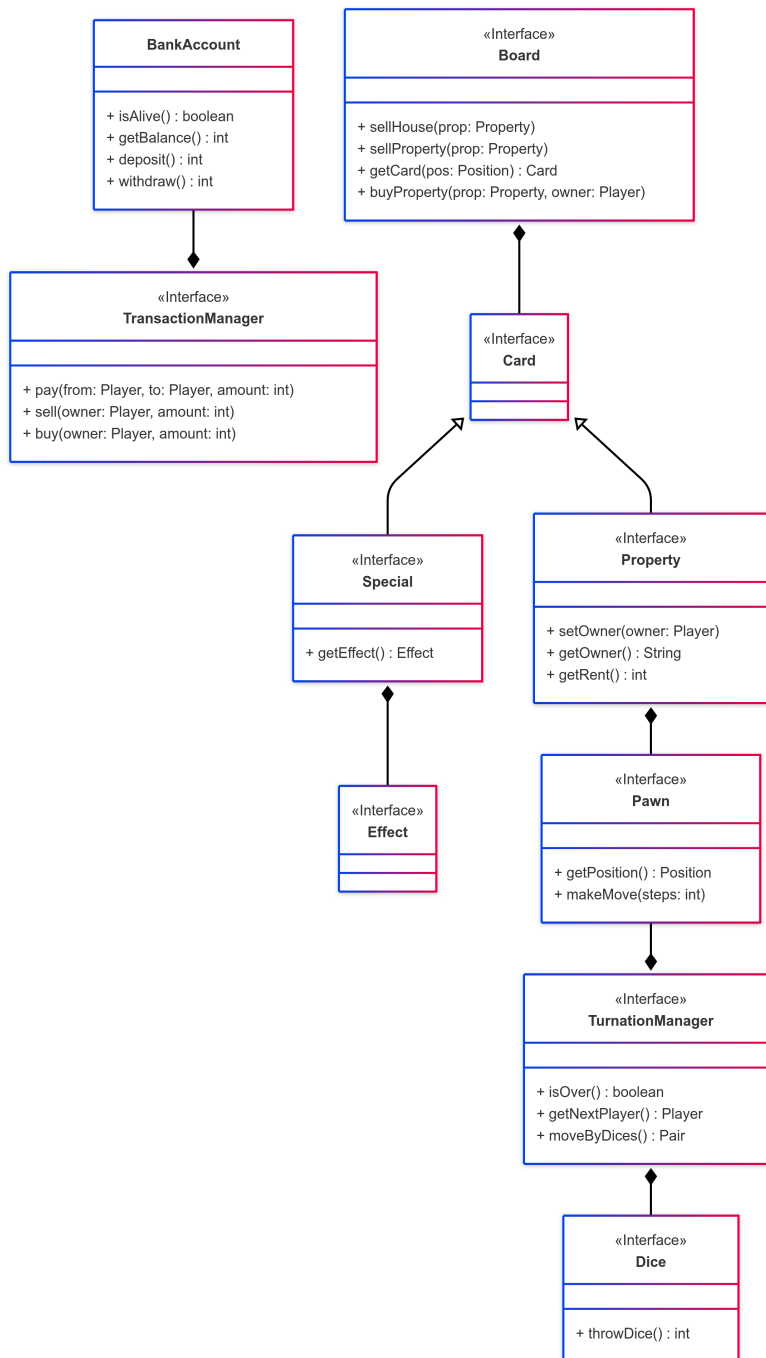 BankAccount
+ isAlive() : boolean
+ getBalance() : int
+ deposit() : int
+ withdraw() : int
«Interface»
Board
+ sellHouse(prop: Property)
+ sellProperty(prop: Property)
+ getCard(pos: Position) : Card
+ buyProperty(prop: Property, owner: Player)
«Interface»
TransactionManager
+ pay(from: Player, to: Player, amount: int)
+ sell(owner: Player, amount: int)
+ buy(owner: Player, amount: int)
«Interface»
Card
«Interface»
Special
+ getEffect() : Effect
«Interface»
Property
+ setOwner(owner: Player)
+ getOwner() : String
+ getRent() : int
«Interface»
Effect
«Interface»
Pawn
+ getPosition() : Position
+ makeMove(steps: int)
«Interface»
TurnationManager
+ isOver() : boolean
+ getNextPlayer() : Player
+ moveByDices() : Pair
«Interface»
Dice
+ throwDice() : int